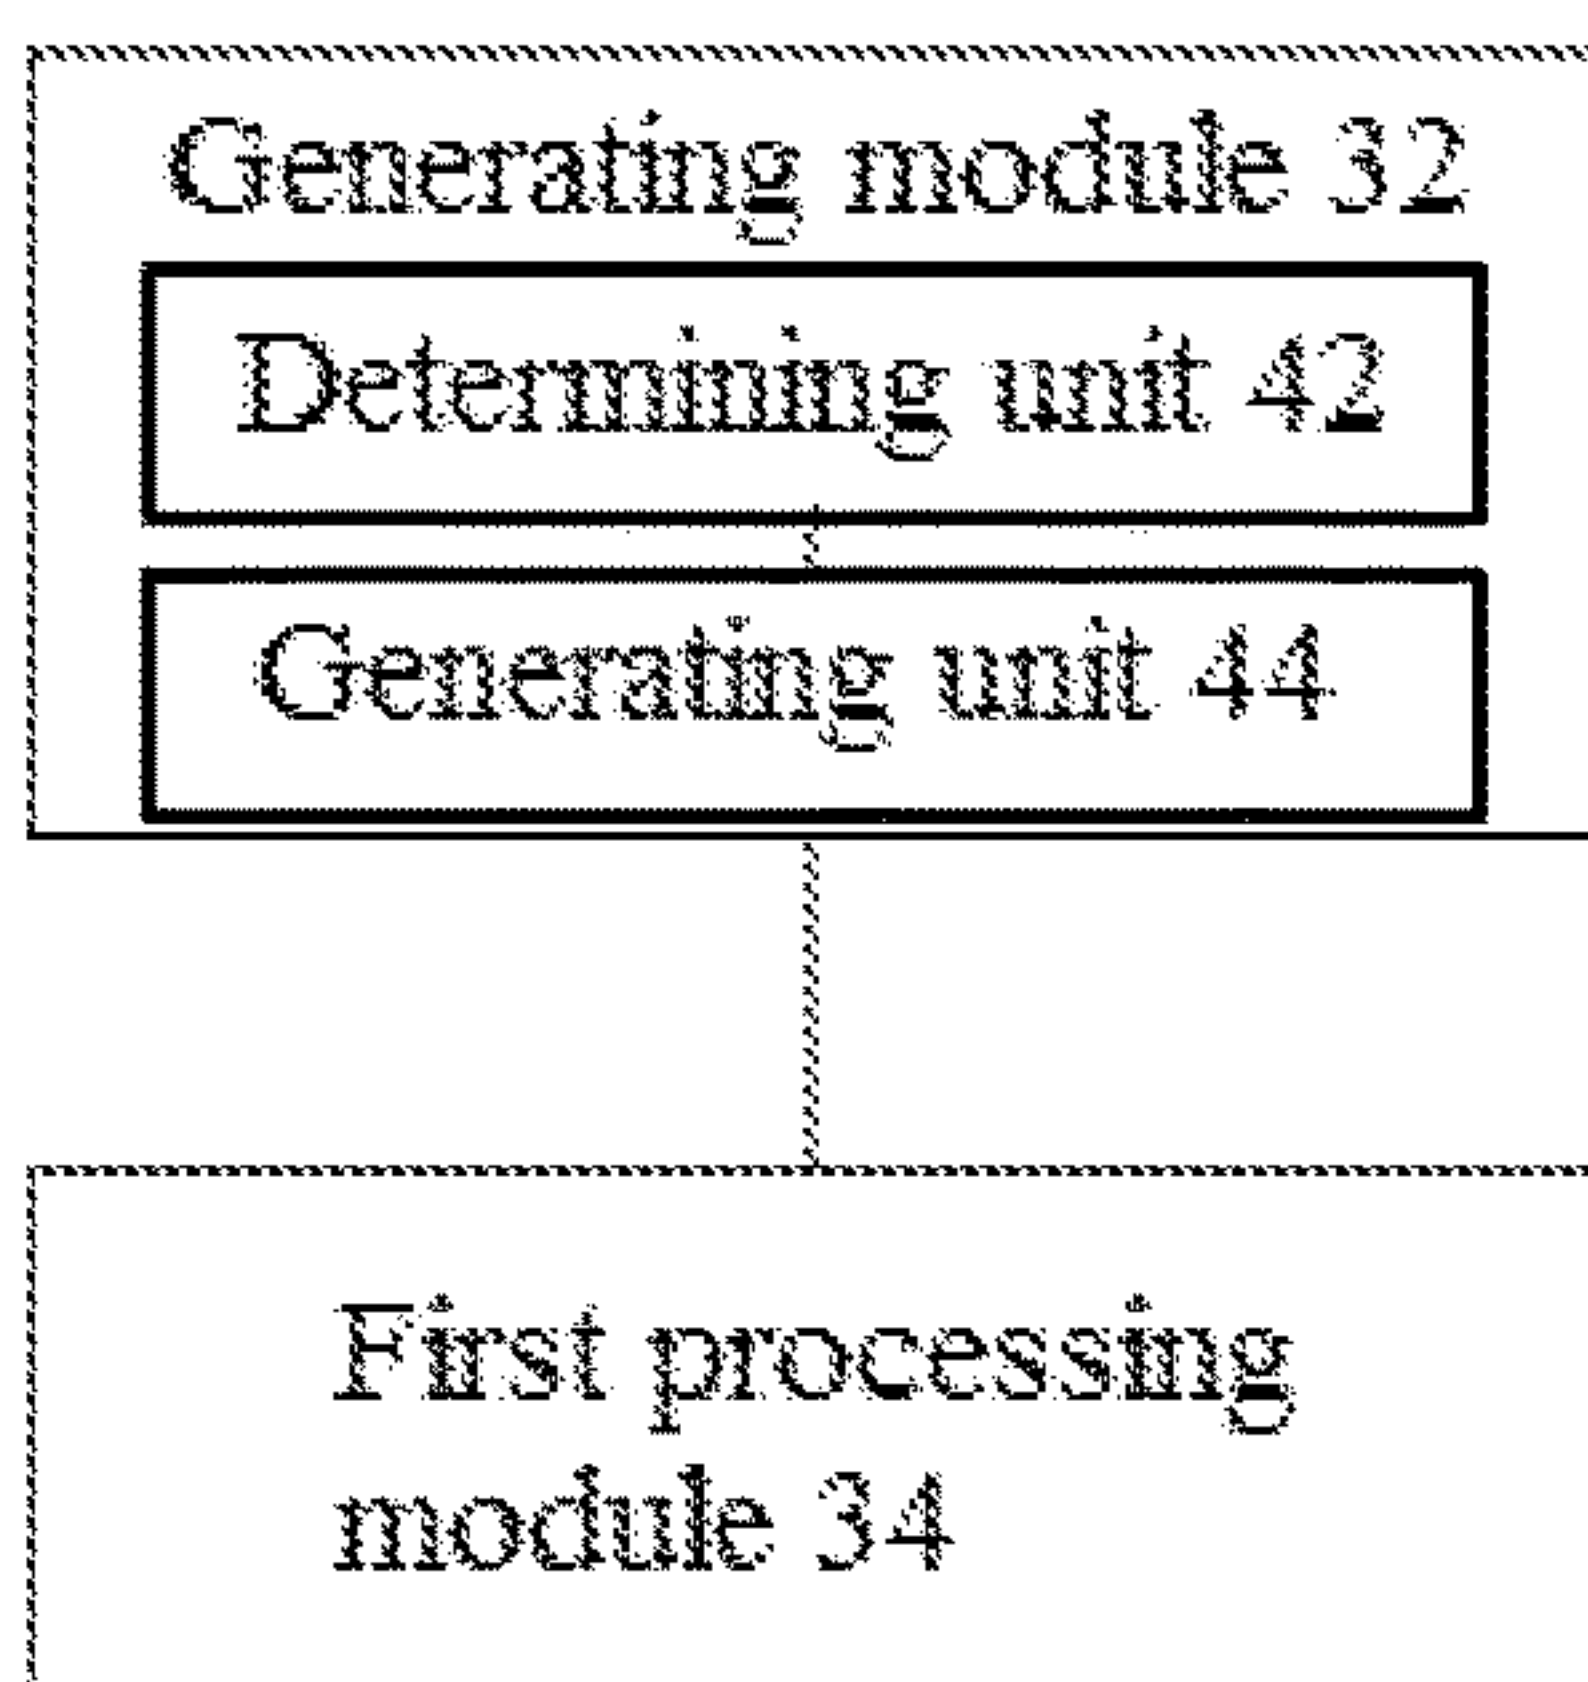 Generating module 32
Determining unit 42
Generating unit 44
First processing
module 34